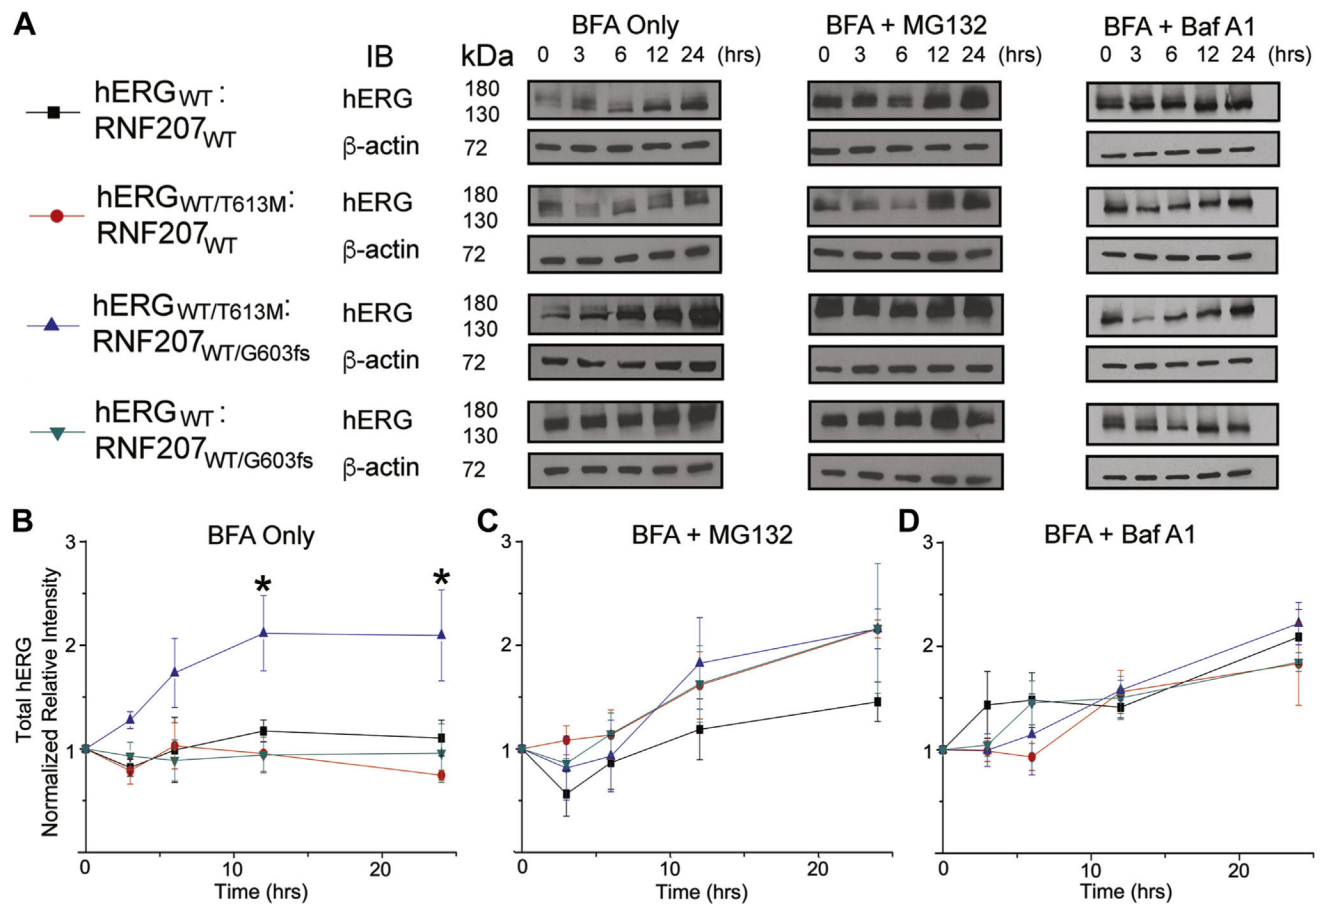 A
IB
kDa
BFA Only
0 3 6 12 24 (hrs)
BFA + MG132
0 3 6 12 24 (hrs)
BFA + Baf A1
0 3 6 12 24 (hrs)
hERGWT :
RNF207WT
hERG
180
130
β-actin
72
hERGWT/T613M:
RNF207WT
hERG
180
130
β-actin
72
hERGWT/T613M:
RNF207WT/G603fs
hERG
180
130
β-actin
72
hERGWT :
RNF207WT/G603fs
hERG
180
130
β-actin
72
B
BFA Only
Total hERG
Normalized Relative Intensity
3
2
1
* *
0 10 20
Time (hrs)
C
BFA + MG132
3
2
1
0 10 20
Time (hrs)
D
BFA + Baf A1
3
2
1
0 10 20
Time (hrs)